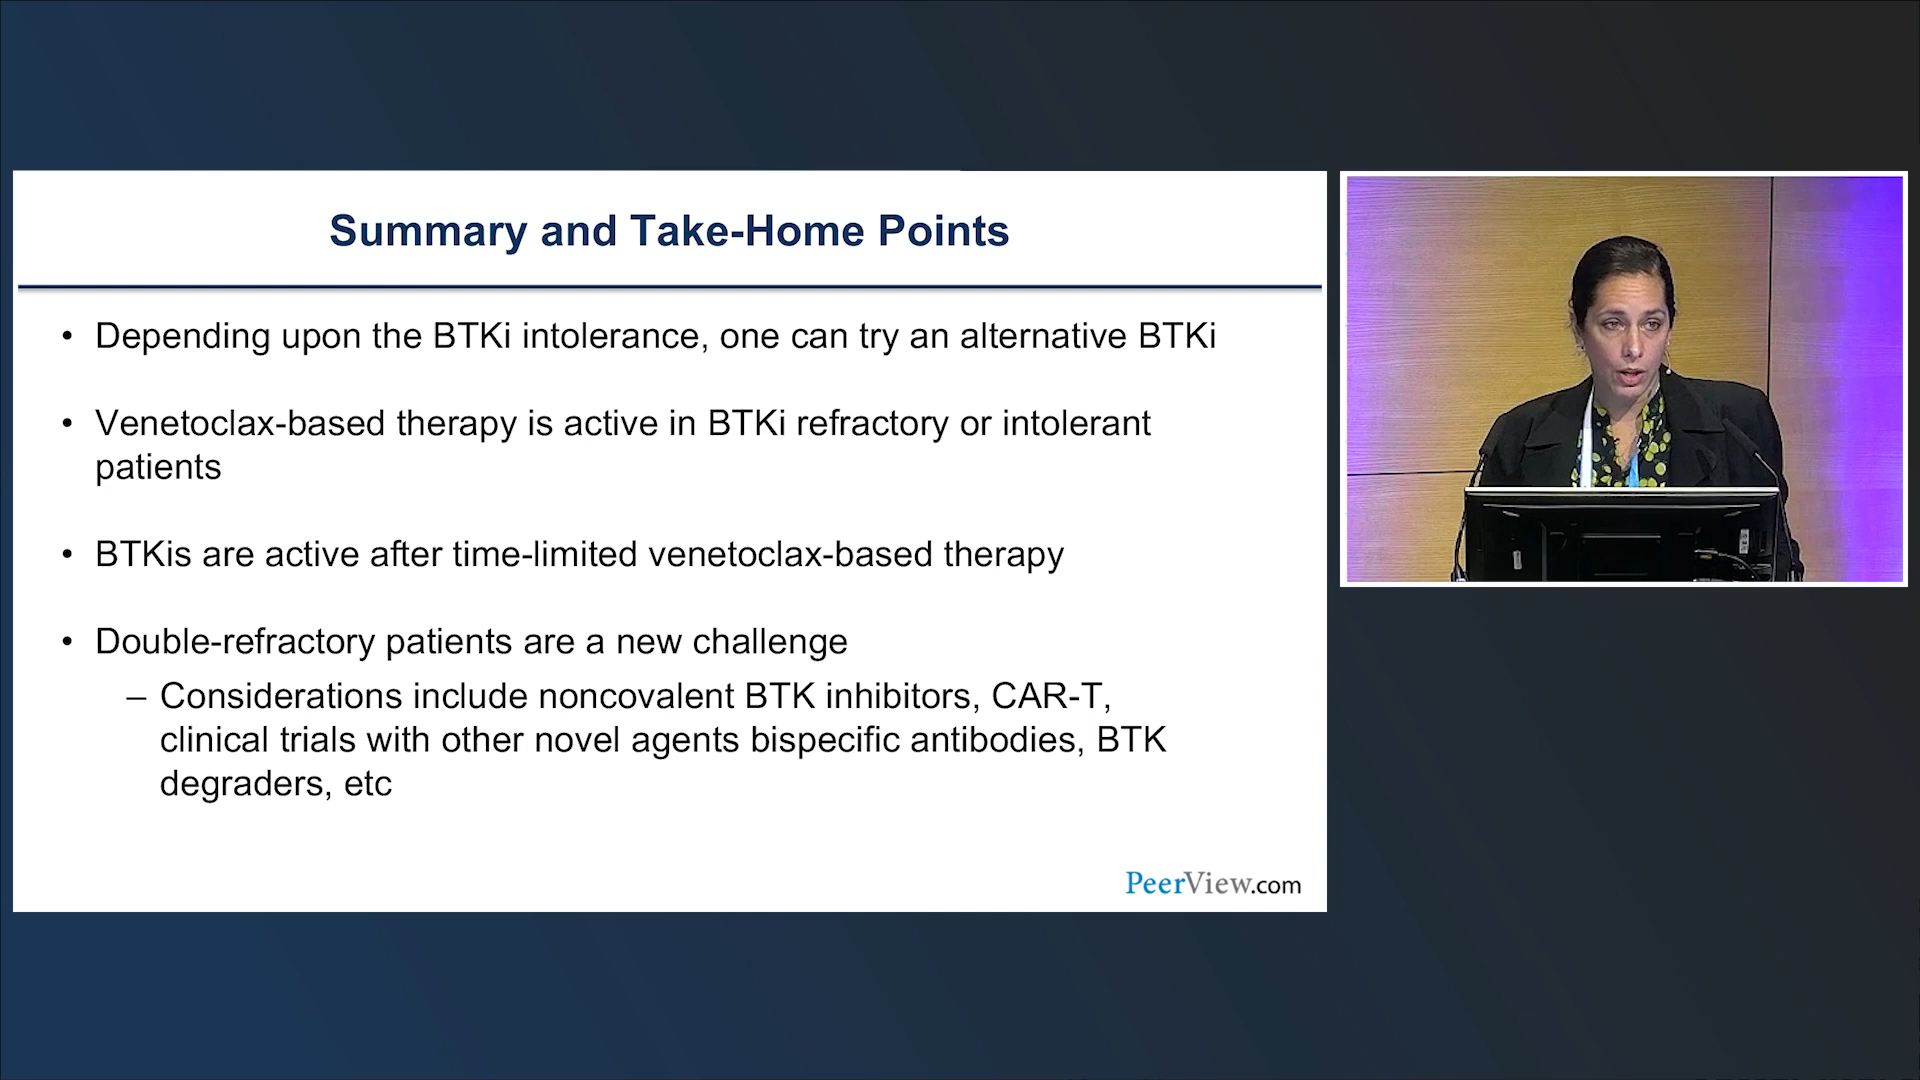 Summary and Take-Home Points
• Depending upon the BTKi intolerance, one can try an alternative BTKi
• Venetoclax-based therapy is active in BTKi refractory or intolerant
patients
• BTKis are active after time-limited venetoclax-based therapy
• Double-refractory patients are a new challenge
– Considerations include noncovalent BTK inhibitors, CAR-T,
clinical trials with other novel agents bispecific antibodies, BTK
degraders, etc
PeerView.com